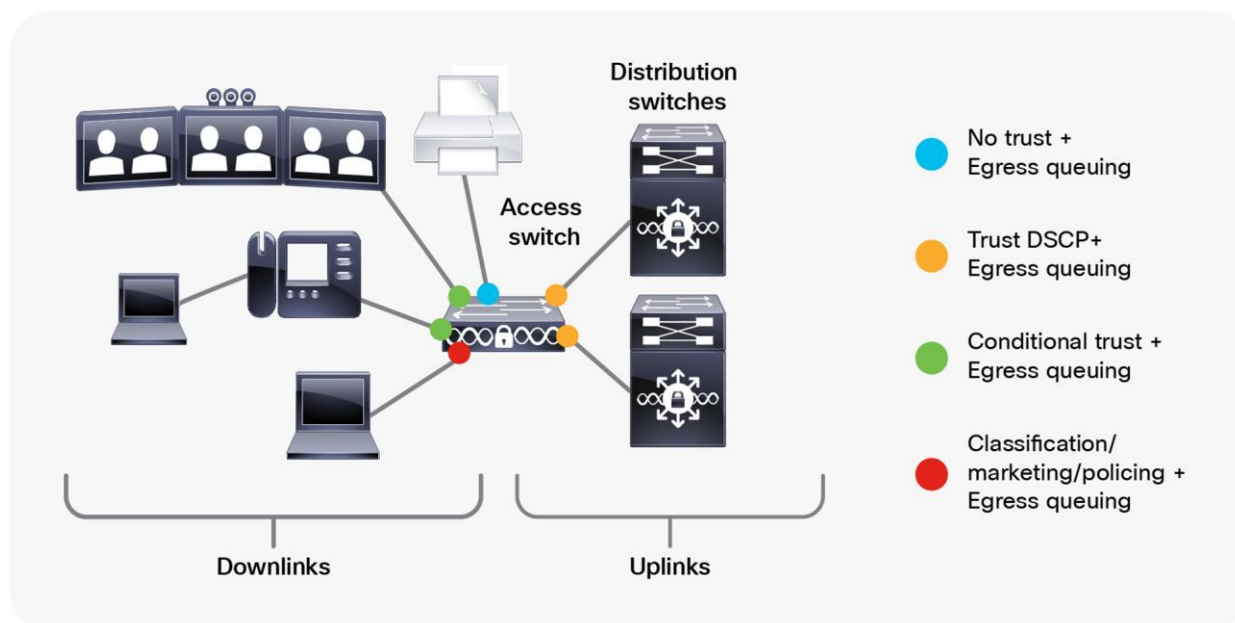 Distribution
switches
Access
switch
Downlinks
Uplinks
No trust +
Egress queuing
Trust DSCP+
Egress queuing
Conditional trust +
Egress queuing
Classification/
marketing/policing +
Egress queuing